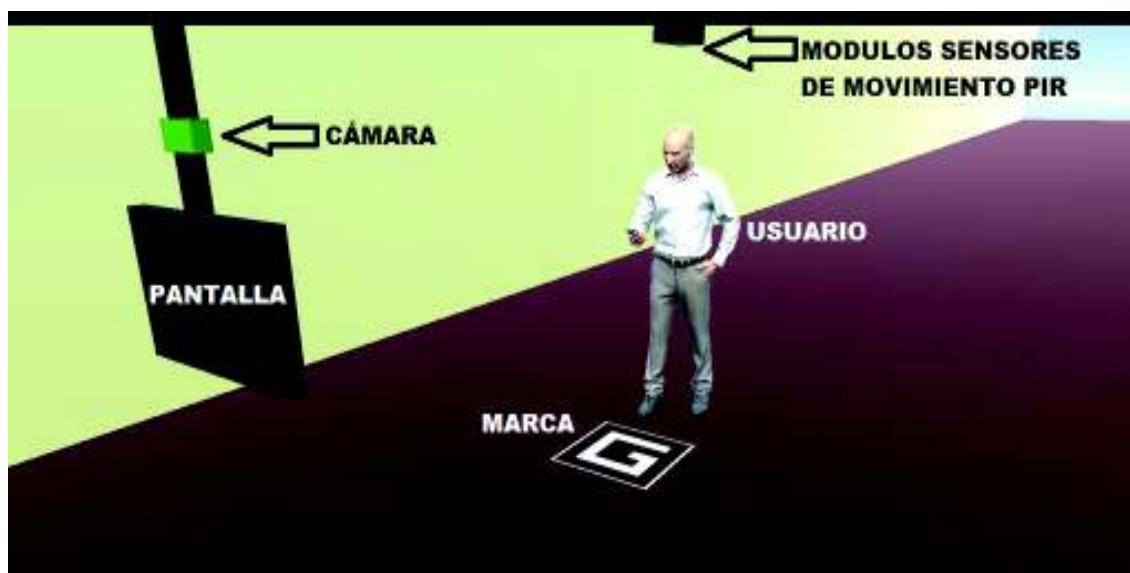 MODULOS SENSORES
DE MOVIMIENTO PIR
CÁMARA
USUARIO
PANTALLA
MARCA
G